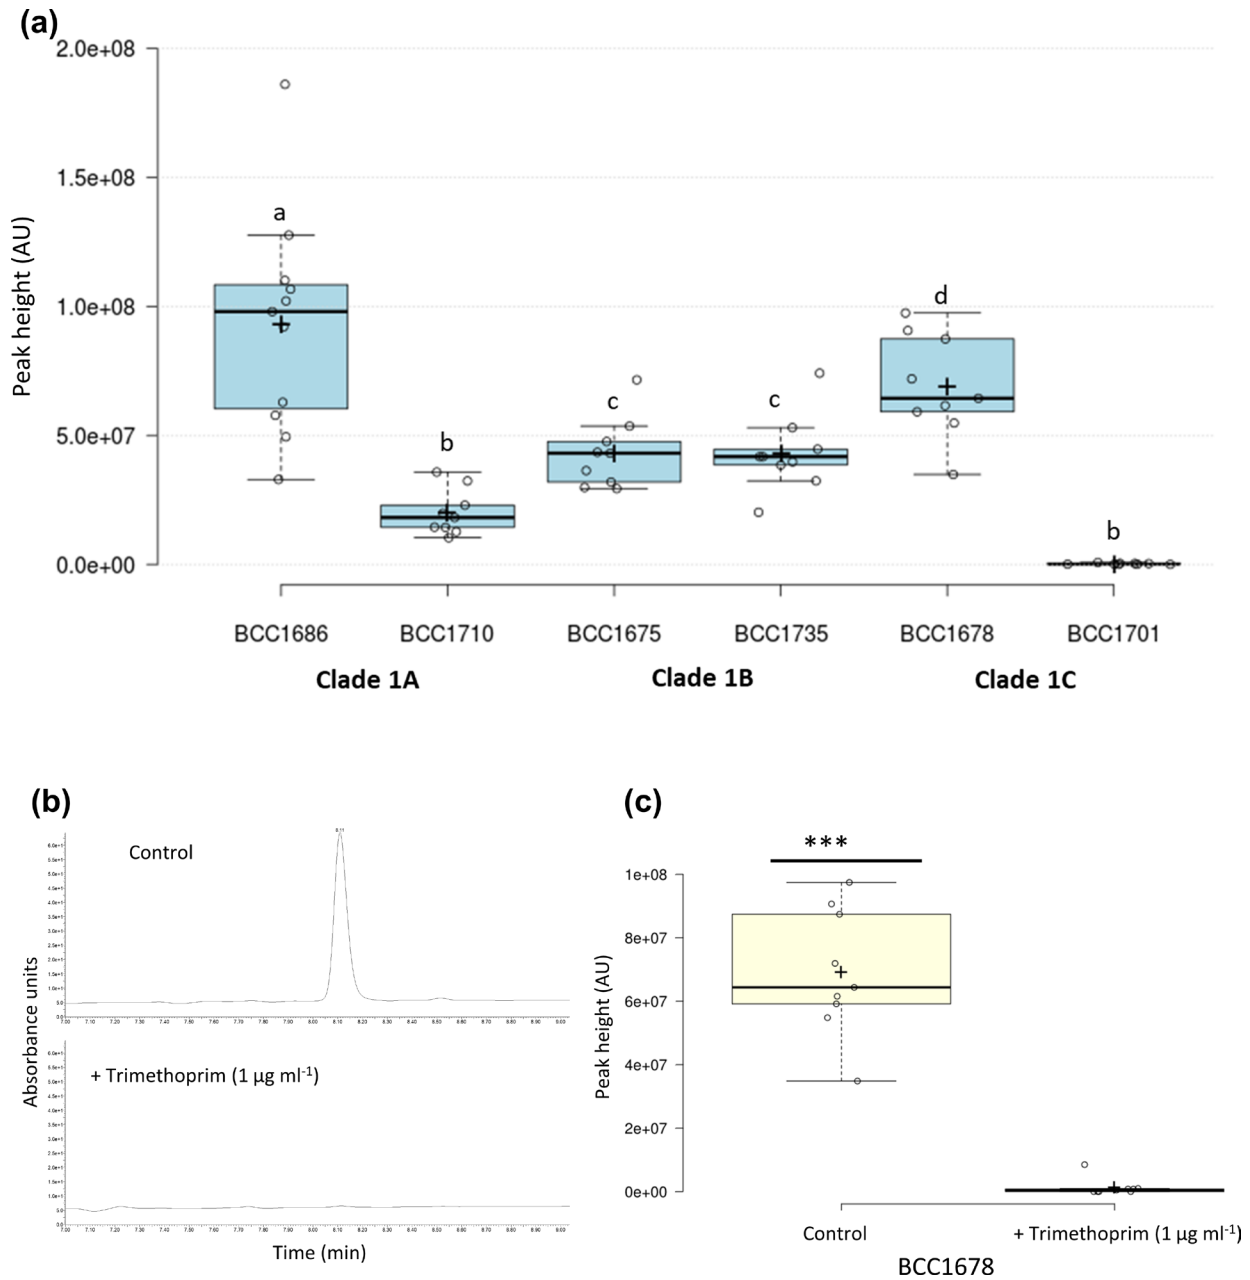 (a)
2.0e+08
1.5e+08
1.0e+08
5.0e+07
0.0e+00
Peak height (AU)
a
b
c
c
d
b
BCC1686
BCC1710
BCC1675
BCC1735
BCC1678
BCC1701
Clade 1A
Clade 1B
Clade 1C
(b)
Absorbance units
Control
8.11
+ Trimethoprim (1 µg ml⁻¹)
Time (min)
(c)
***
Peak height (AU)
1e+08
8e+07
6e+07
4e+07
2e+07
0e+00
Control
+ Trimethoprim (1 µg ml⁻¹)
BCC1678